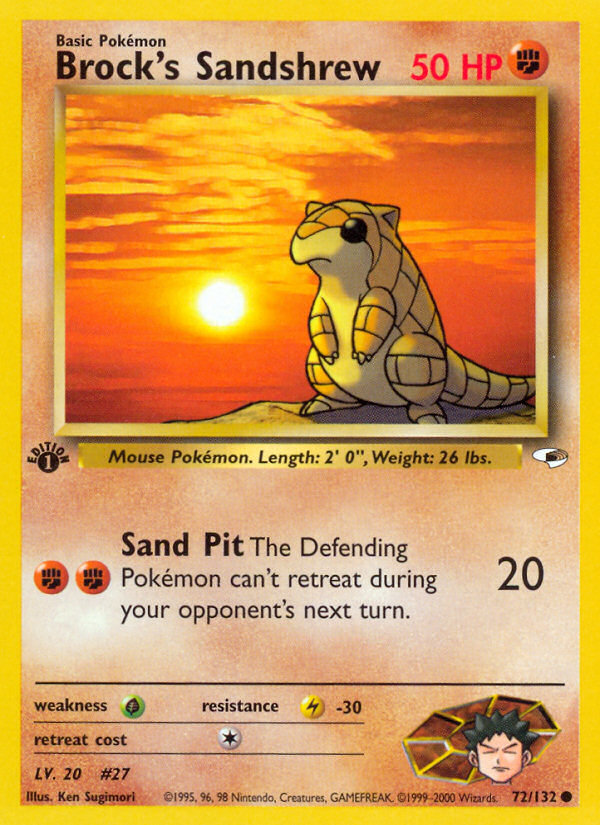 Basic Pokémon
Brock's Sandshrew 50 HP
EDITION
1
Mouse Pokémon. Length: 2' 0", Weight: 26 lbs.
Sand Pit The Defending
Pokémon can't retreat during
your opponent's next turn.
20
weakness resistance -30
retreat cost
LV. 20 #27
Illus. Ken Sugimori ©1995, 96, 98 Nintendo, Creatures, GAMEFREAK. ©1999-2000 Wizards. 72/132